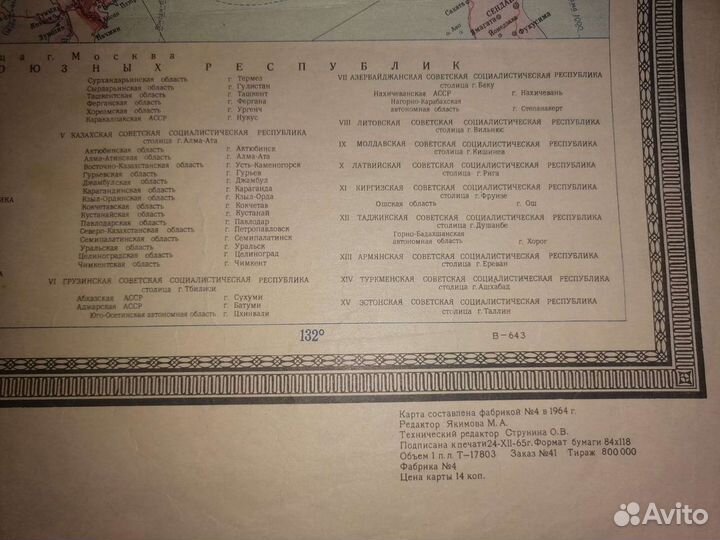 Салата
Ако
Ямагата
СЕНДАЙ
Йонедзава
Фукусима
ща г. Москва
ОЮЗНЫХ РЕСПУБЛИК
Сурхандарьинская область г. Термез
Сырдарьинская область г. Гулистан
Ташкентская область г. Ташкент
Ферганская область г. Фергана
Хорезмская область г. Ургенч
Каракалпакская АССР г. Нукус
V КАЗАХСКАЯ СОВЕТСКАЯ СОЦИАЛИСТИЧЕСКАЯ РЕСПУБЛИКА
столица г. Алма-Ата
Актюбинская область г. Актюбинск
Алма-Атинская область г. Алма-Ата
Восточно-Казахстанская область г. Усть-Каменогорск
Гурьевская область г. Гурьев
Джамбулская область г. Джамбул
Карагандинская область г. Караганда
Кзыл-Ординская область г. Кзыл-Орда
Кокчетавская область г. Кокчетав
Кустанайская область г. Кустанай
Павлодарская область г. Павлодар
Северо-Казахстанская область г. Петропавловск
Семипалатинская область г. Семипалатинск
Уральская область г. Уральск
Целиноградская область г. Целиноград
Чимкентская область г. Чимкент
VI ГРУЗИНСКАЯ СОВЕТСКАЯ СОЦИАЛИСТИЧЕСКАЯ РЕСПУБЛИКА
столица г. Тбилиси
Абхазская АССР г. Сухуми
Аджарская АССР г. Батуми
Юго-Осетинская автономная область г. Цхинвали
VII АЗЕРБАЙДЖАНСКАЯ СОВЕТСКАЯ СОЦИАЛИСТИЧЕСКАЯ РЕСПУБЛИКА
столица г. Баку
Нахичеванская АССР г. Нахичевань
Нагорно-Карабахская
автономная область г. Степанакерт
VIII ЛИТОВСКАЯ СОВЕТСКАЯ СОЦИАЛИСТИЧЕСКАЯ РЕСПУБЛИКА
столица г. Вильнюс
IX МОЛДАВСКАЯ СОВЕТСКАЯ СОЦИАЛИСТИЧЕСКАЯ РЕСПУБЛИКА
столица г. Кишинев
X ЛАТВИЙСКАЯ СОВЕТСКАЯ СОЦИАЛИСТИЧЕСКАЯ РЕСПУБЛИКА
столица г. Рига
XI КИРГИЗСКАЯ СОВЕТСКАЯ СОЦИАЛИСТИЧЕСКАЯ РЕСПУБЛИКА
столица г. Фрунзе
Ошская область г. Ош
XII ТАДЖИКСКАЯ СОВЕТСКАЯ СОЦИАЛИСТИЧЕСКАЯ РЕСПУБЛИКА
столица г. Душанбе
Горно-Бадахшанская
автономная область г. Хорог
XIII АРМЯНСКАЯ СОВЕТСКАЯ СОЦИАЛИСТИЧЕСКАЯ РЕСПУБЛИКА
столица г. Ереван
XIV ТУРКМЕНСКАЯ СОВЕТСКАЯ СОЦИАЛИСТИЧЕСКАЯ РЕСПУБЛИКА
столица г. Ашхабад
XV ЭСТОНСКАЯ СОВЕТСКАЯ СОЦИАЛИСТИЧЕСКАЯ РЕСПУБЛИКА
столица г. Таллин
132°
В-643
Карта составлена фабрикой №4 в 1964 г.
Редактор Якимова М.А.
Технический редактор Струнина О.В.
Подписана к печати 24-XII-65г. Формат бумаги 84х118
Объем 1 п.л. Т-17803 Заказ №41 Тираж 800 000
Фабрика №4
Цена карты 14 коп.
Avito